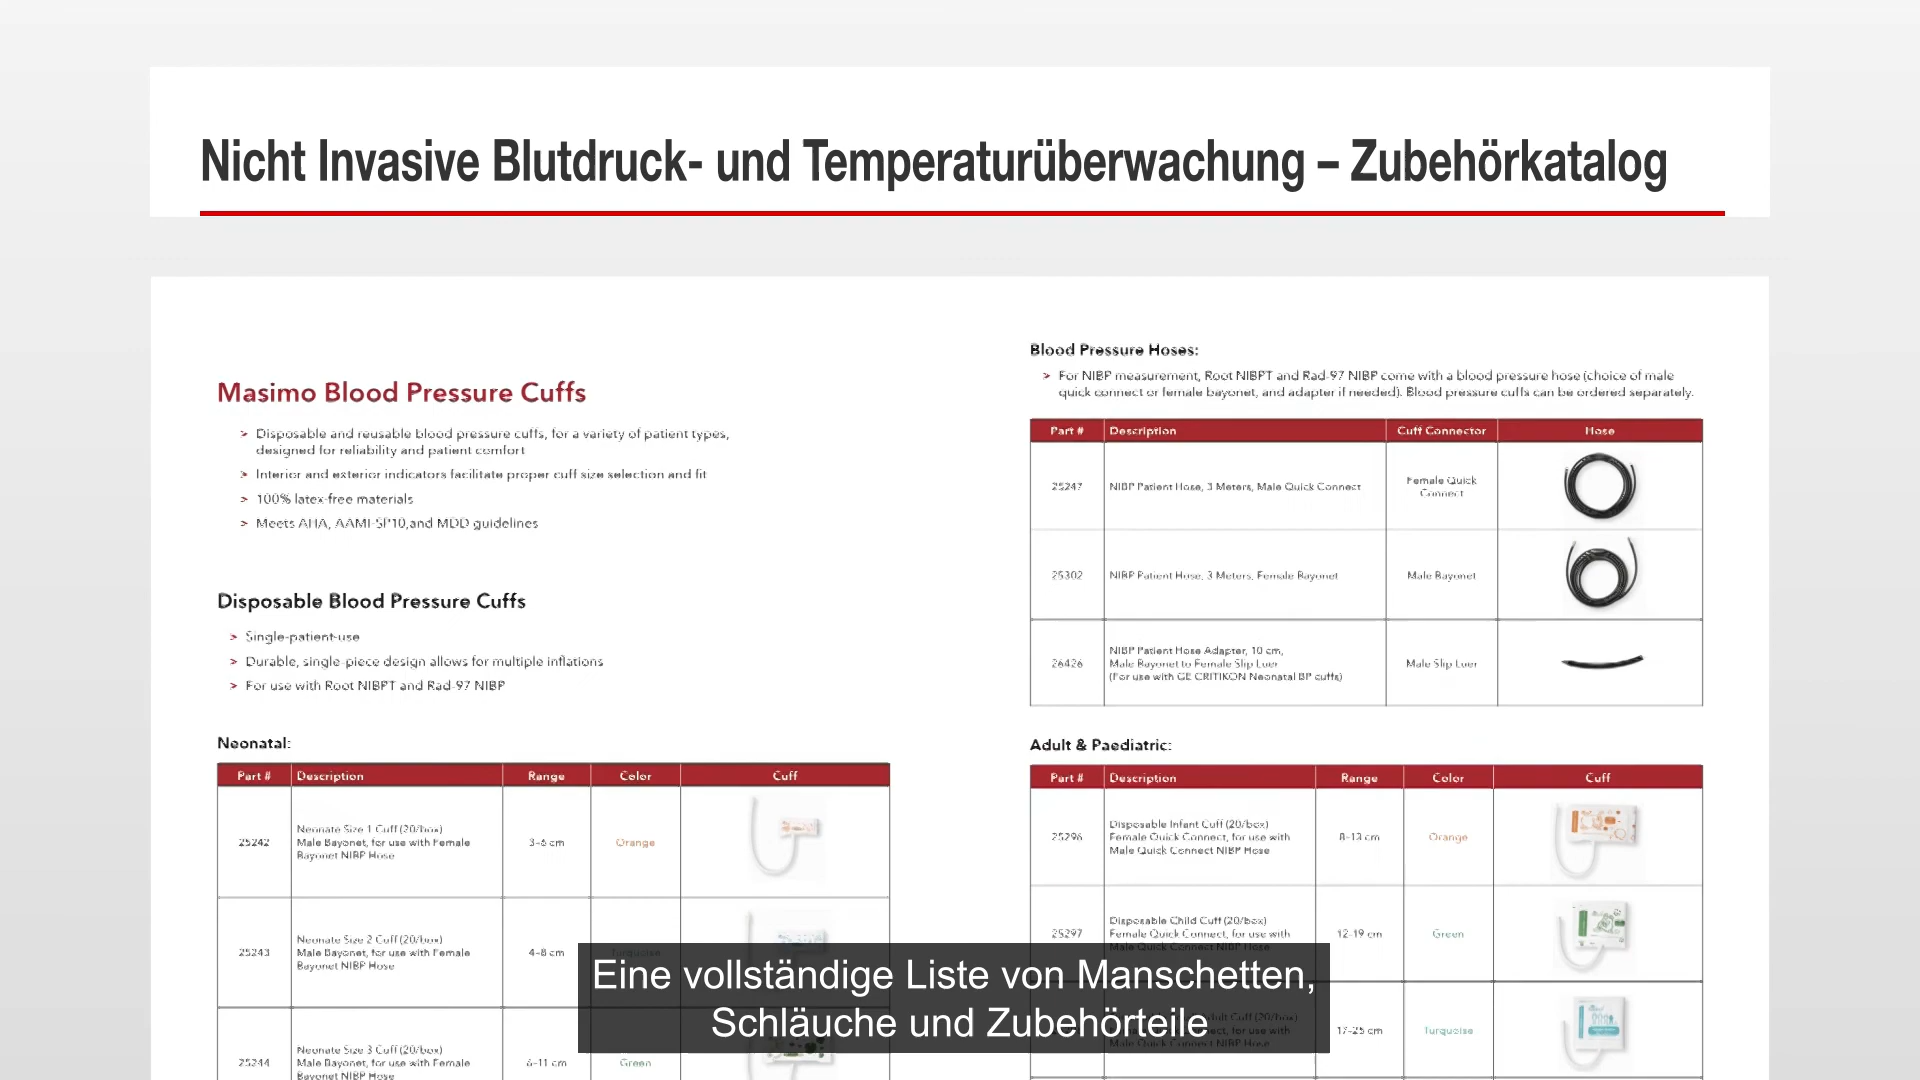 Nicht Invasive Blutdruck- und Temperaturüberwachung – Zubehörkatalog
Masimo Blood Pressure Cuffs
> Disposable and reusable blood pressure cuffs, for a variety of patient types,
designed for reliability and patient comfort
> Interior and exterior indicators facilitate proper cuff size selection and fit
> 100% latex-free materials
> Meets AHA, AAMI-SP10,and MDD guidelines
Disposable Blood Pressure Cuffs
> Single-patient-use
> Durable, single-piece design allows for multiple inflations
> For use with Root NIBPT and Rad-97 NIBP
Neonatal:
Part # Description Range Color Cuff
25242 Neonate Size 1 Cuff (20/box) 3–6 cm Orange
Male Bayonet, for use with Female
Bayonet NIBP Hose
25243 Neonate Size 2 Cuff (20/box) 4–8 cm Turquoise
Male Bayonet, for use with Female
Bayonet NIBP Hose
25244 Neonate Size 3 Cuff (20/box) 6–11 cm Green
Male Bayonet, for use with Female
Bayonet NIBP Hose
Blood Pressure Hoses:
> For NIBP measurement, Root NIBPT and Rad-97 NIBP come with a blood pressure hose (choice of male
quick connect or female bayonet, and adapter if needed). Blood pressure cuffs can be ordered separately.
Part # Description Cuff Connector Hose
25247 NIBP Patient Hose, 3 Meters, Male Quick Connect Female Quick
Connect
25302 NIBP Patient Hose, 3 Meters, Female Bayonet Male Bayonet
26426 NIBP Patient Hose Adapter, 10 cm, Male Slip Luer
Male Bayonet to Female Slip Luer
(For use with GE CRITIKON Neonatal BP cuffs)
Adult & Paediatric:
Part # Description Range Color Cuff
25296 Disposable Infant Cuff (20/box) 8–13 cm Orange
Female Quick Connect, for use with
Male Quick Connect NIBP Hose
25297 Disposable Child Cuff (20/box) 12–19 cm Green
Female Quick Connect, for use with
Male Quick Connect NIBP Hose
Adult Cuff (20/box) 17–25 cm Turquoise
Connect, for use with
Male Quick Connect NIBP Hose
Eine vollständige Liste von Manschetten,
Schläuche und Zubehörteile